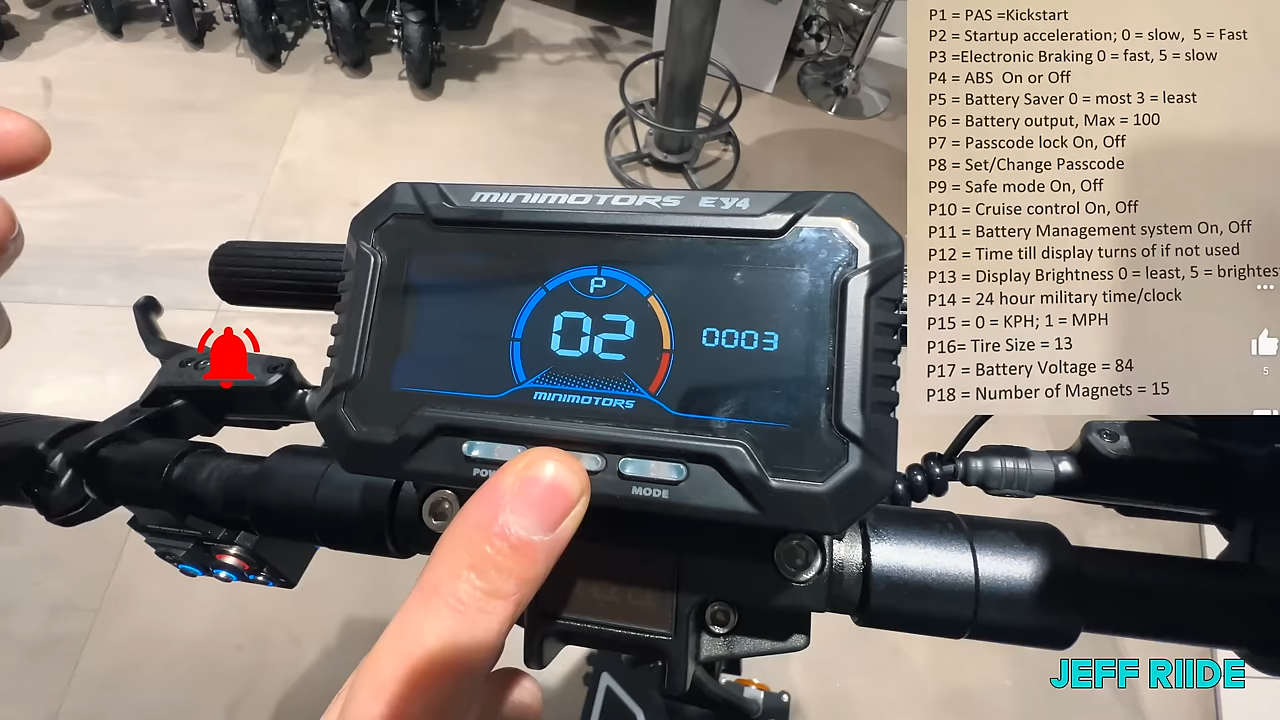 P1 = PAS =Kickstart
P2 = Startup acceleration; 0 = slow, 5 = Fast
P3 =Electronic Braking 0 = fast, 5 = slow
P4 = ABS On or Off
P5 = Battery Saver 0 = most 3 = least
P6 = Battery output, Max = 100
P7 = Passcode lock On, Off
P8 = Set/Change Passcode
P9 = Safe mode On, Off
P10 = Cruise control On, Off
P11 = Battery Management system On, Off
P12 = Time till display turns of if not used
P13 = Display Brightness 0 = least, 5 = brightes
P14 = 24 hour military time/clock
P15 = 0 = KPH; 1 = MPH
P16= Tire Size = 13
P17 = Battery Voltage = 84
P18 = Number of Magnets = 15
5
MINIMOTORS EY4
P
02
0003
MINIMOTORS
POW
MODE
JEFF RIIDE